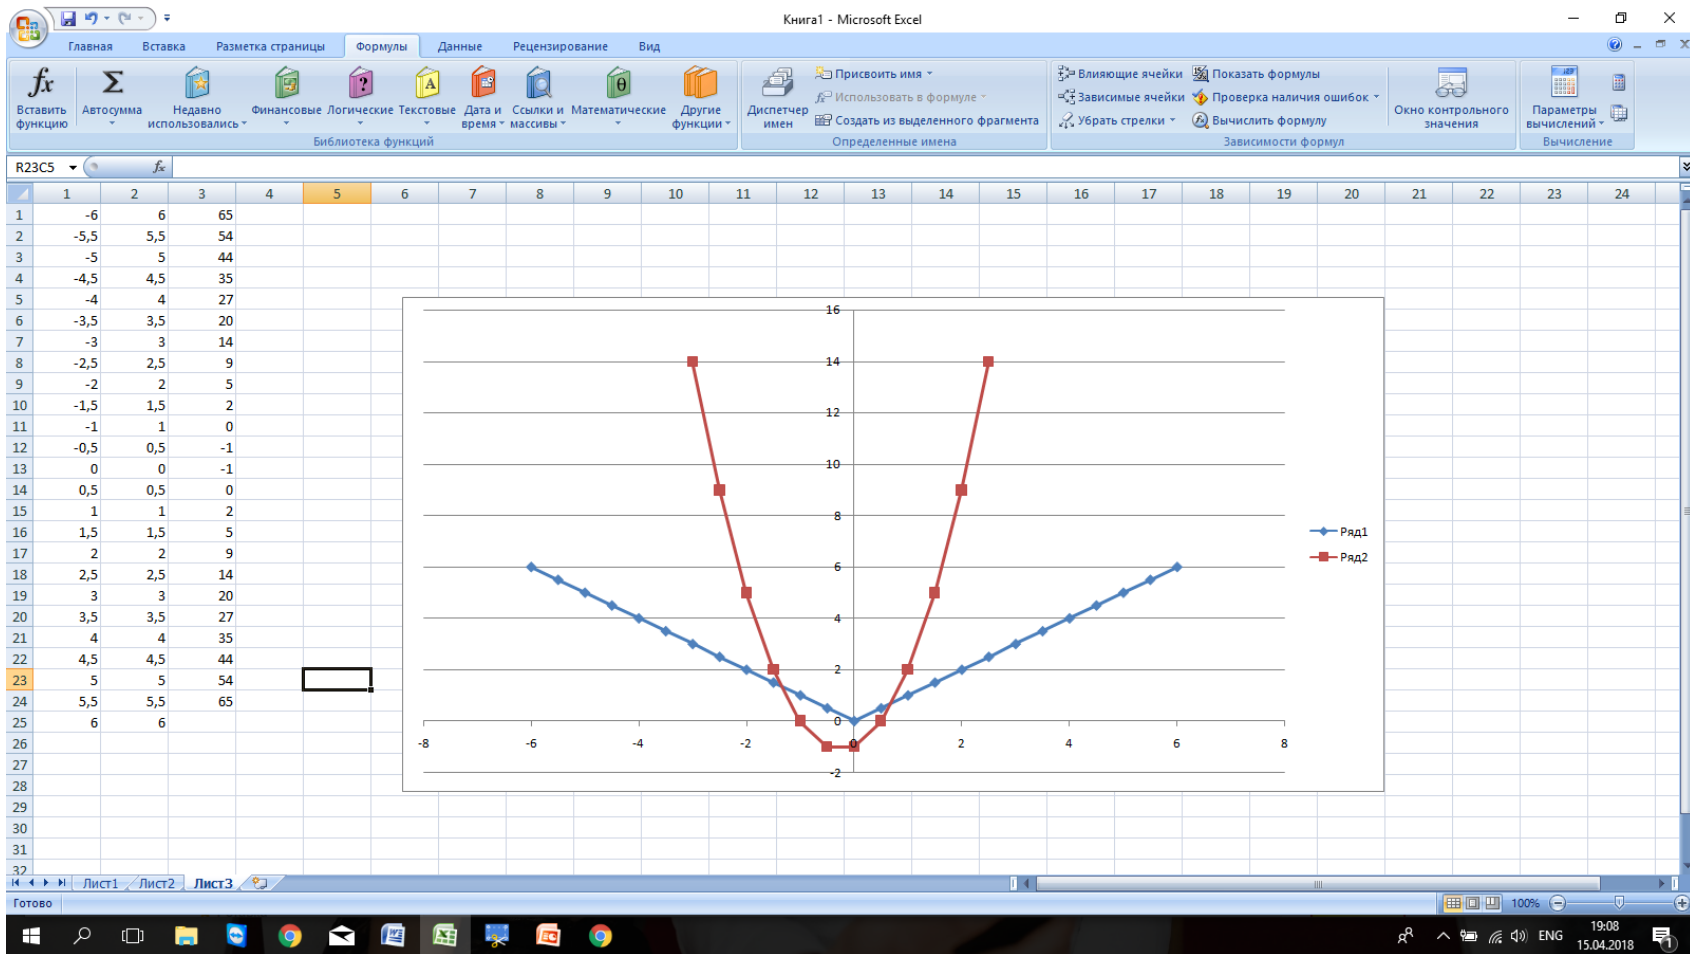 Книга1 - Microsoft Excel
Главная Вставка Разметка страницы Формулы Данные Рецензирование Вид
Вставить функцию
Автосумма
Недавно использовались
Финансовые
Логические
Текстовые
Дата и время
Ссылки и массивы
Математические
Другие функции
Библиотека функций
Диспетчер имен
Присвоить имя
Использовать в формуле
Создать из выделенного фрагмента
Определенные имена
Влияющие ячейки
Зависимые ячейки
Убрать стрелки
Показать формулы
Проверка наличия ошибок
Вычислить формулу
Зависимости формул
Окно контрольного значения
Параметры вычислений
Вычисление
R23C5 fx
1 2 3 4 5 6 7 8 9 10 11 12 13 14 15 16 17 18 19 20 21 22 23 24
1 -6 6 65
2 -5,5 5,5 54
3 -5 5 44
4 -4,5 4,5 35
5 -4 4 27
6 -3,5 3,5 20
7 -3 3 14
8 -2,5 2,5 9
9 -2 2 5
10 -1,5 1,5 2
11 -1 1 0
12 -0,5 0,5 -1
13 0 0 -1
14 0,5 0,5 0
15 1 1 2
16 1,5 1,5 5
17 2 2 9
18 2,5 2,5 14
19 3 3 20
20 3,5 3,5 27
21 4 4 35
22 4,5 4,5 44
23 5 5 54
24 5,5 5,5 65
25 6 6
26
27
28
29
30
31
32
16
14
12
10
8
6
4
2
0
-2
-8 -6 -4 -2 0 2 4 6 8
Ряд1
Ряд2
Лист1 Лист2 Лист3
Готово
100%
ENG
19:08
15.04.2018
1